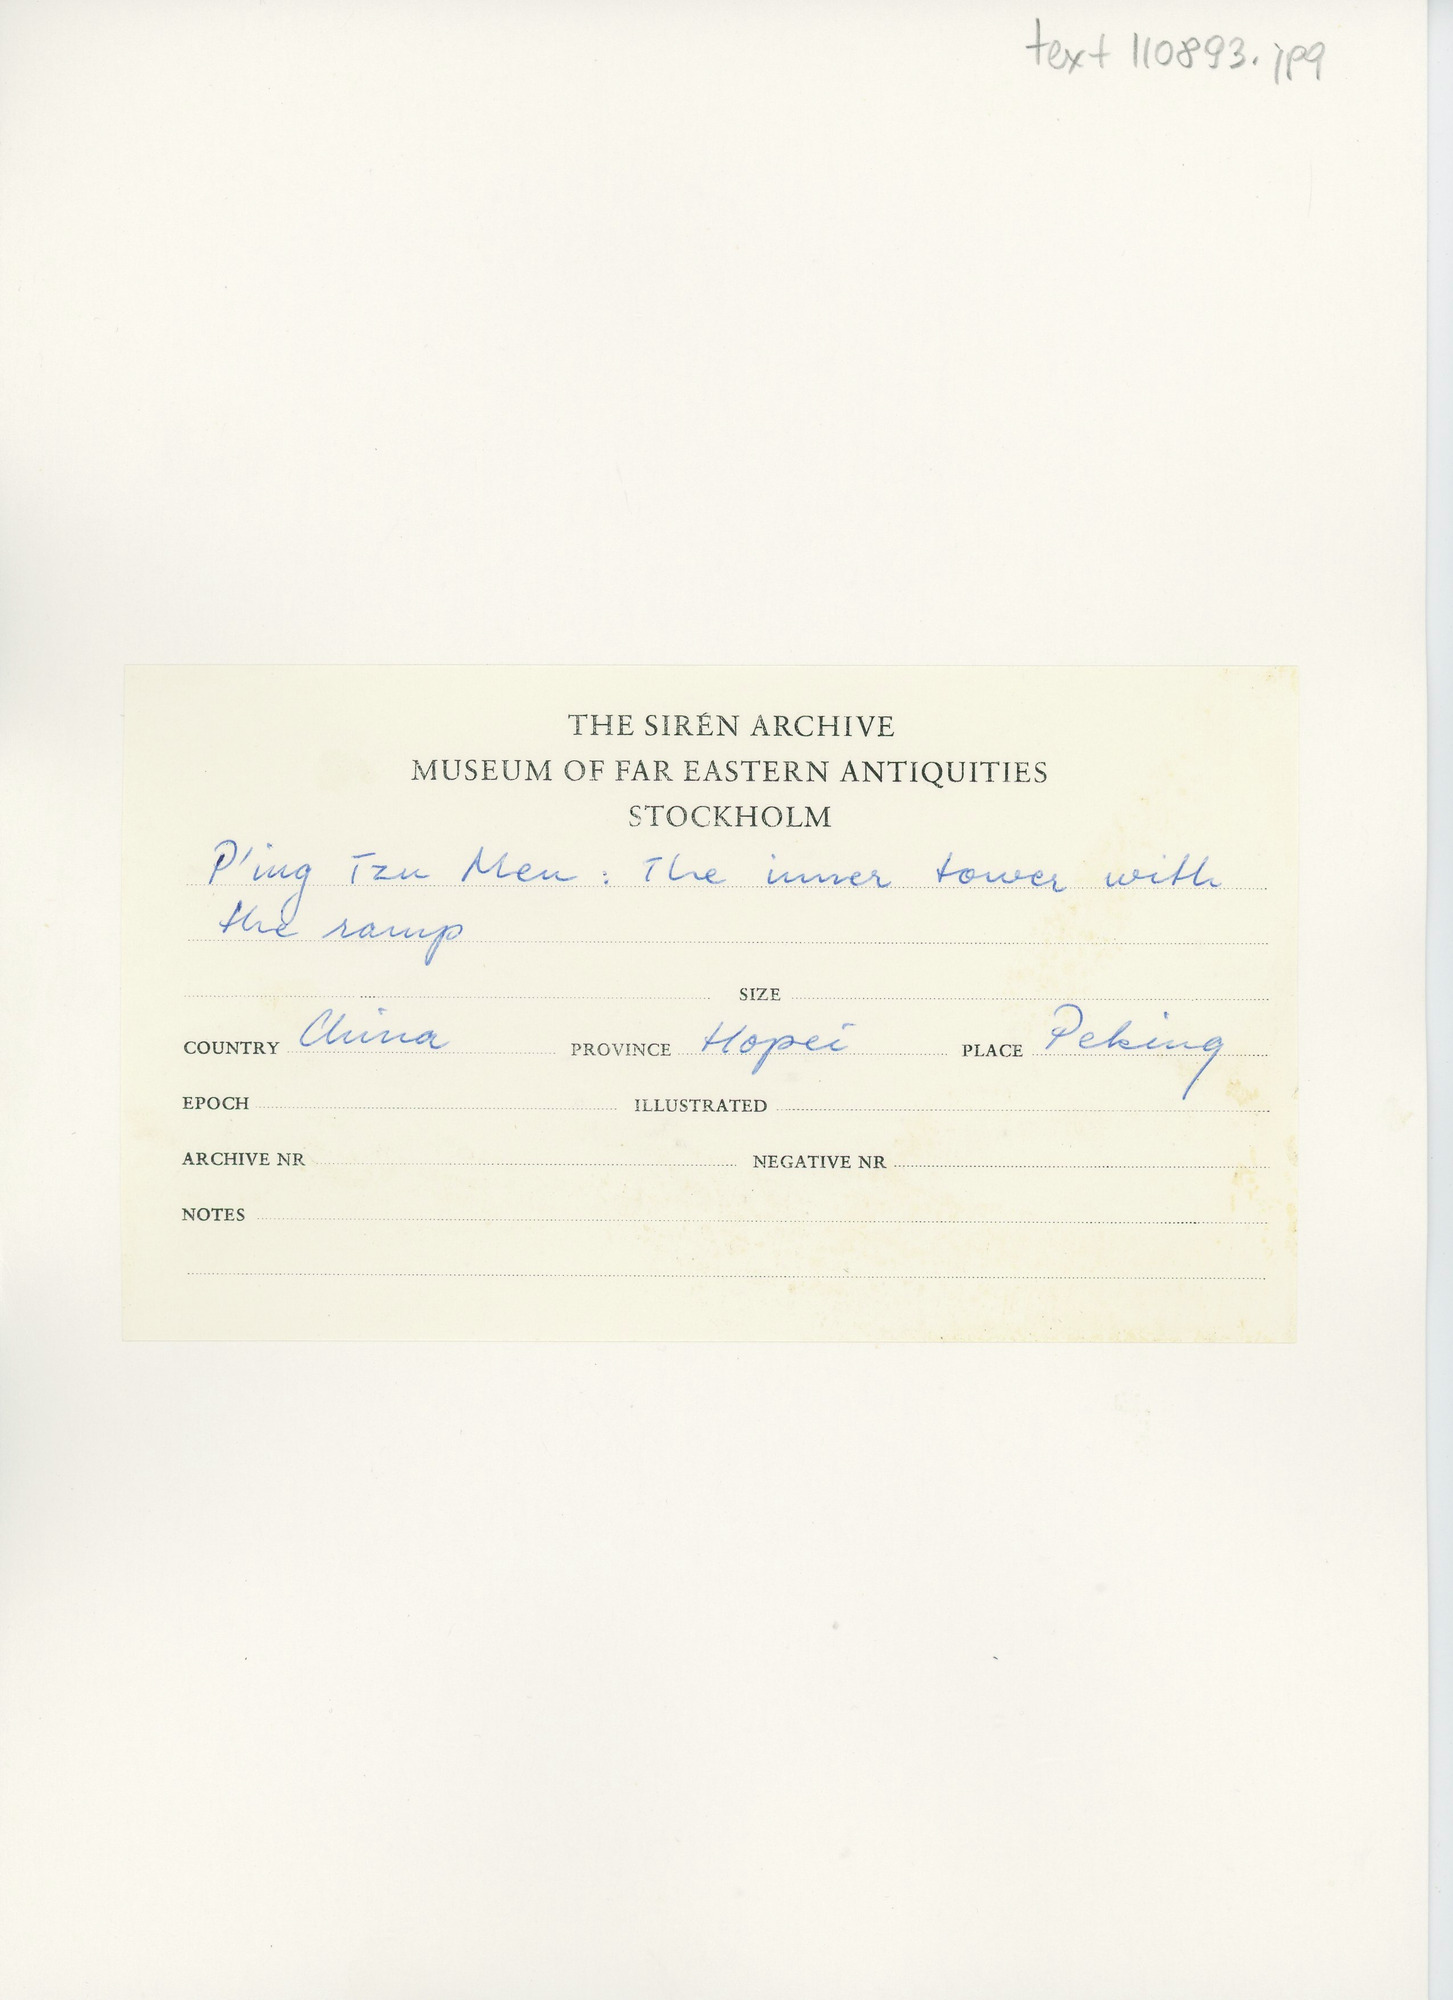 text 110893.jpg
THE SIRÉN ARCHIVE
MUSEUM OF FAR EASTERN ANTIQUITIES
STOCKHOLM
P'ing Tzu Men : The inner tower with
the ramp
SIZE
COUNTRY China PROVINCE Hopei PLACE Peking
EPOCH ILLUSTRATED
ARCHIVE NR NEGATIVE NR
NOTES